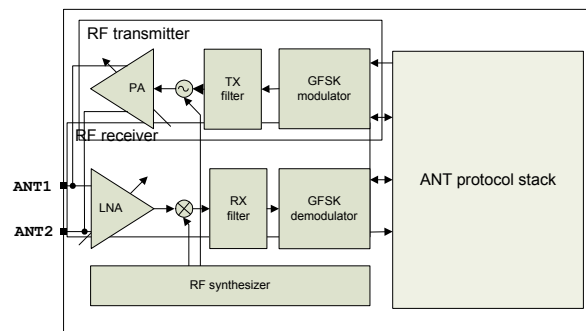 RF transmitter
PA
TX
filter
GFSK
modulator
RF receiver
ANT1
ANT2
LNA
RX
filter
GFSK
demodulator
ANT protocol stack
RF synthesizer